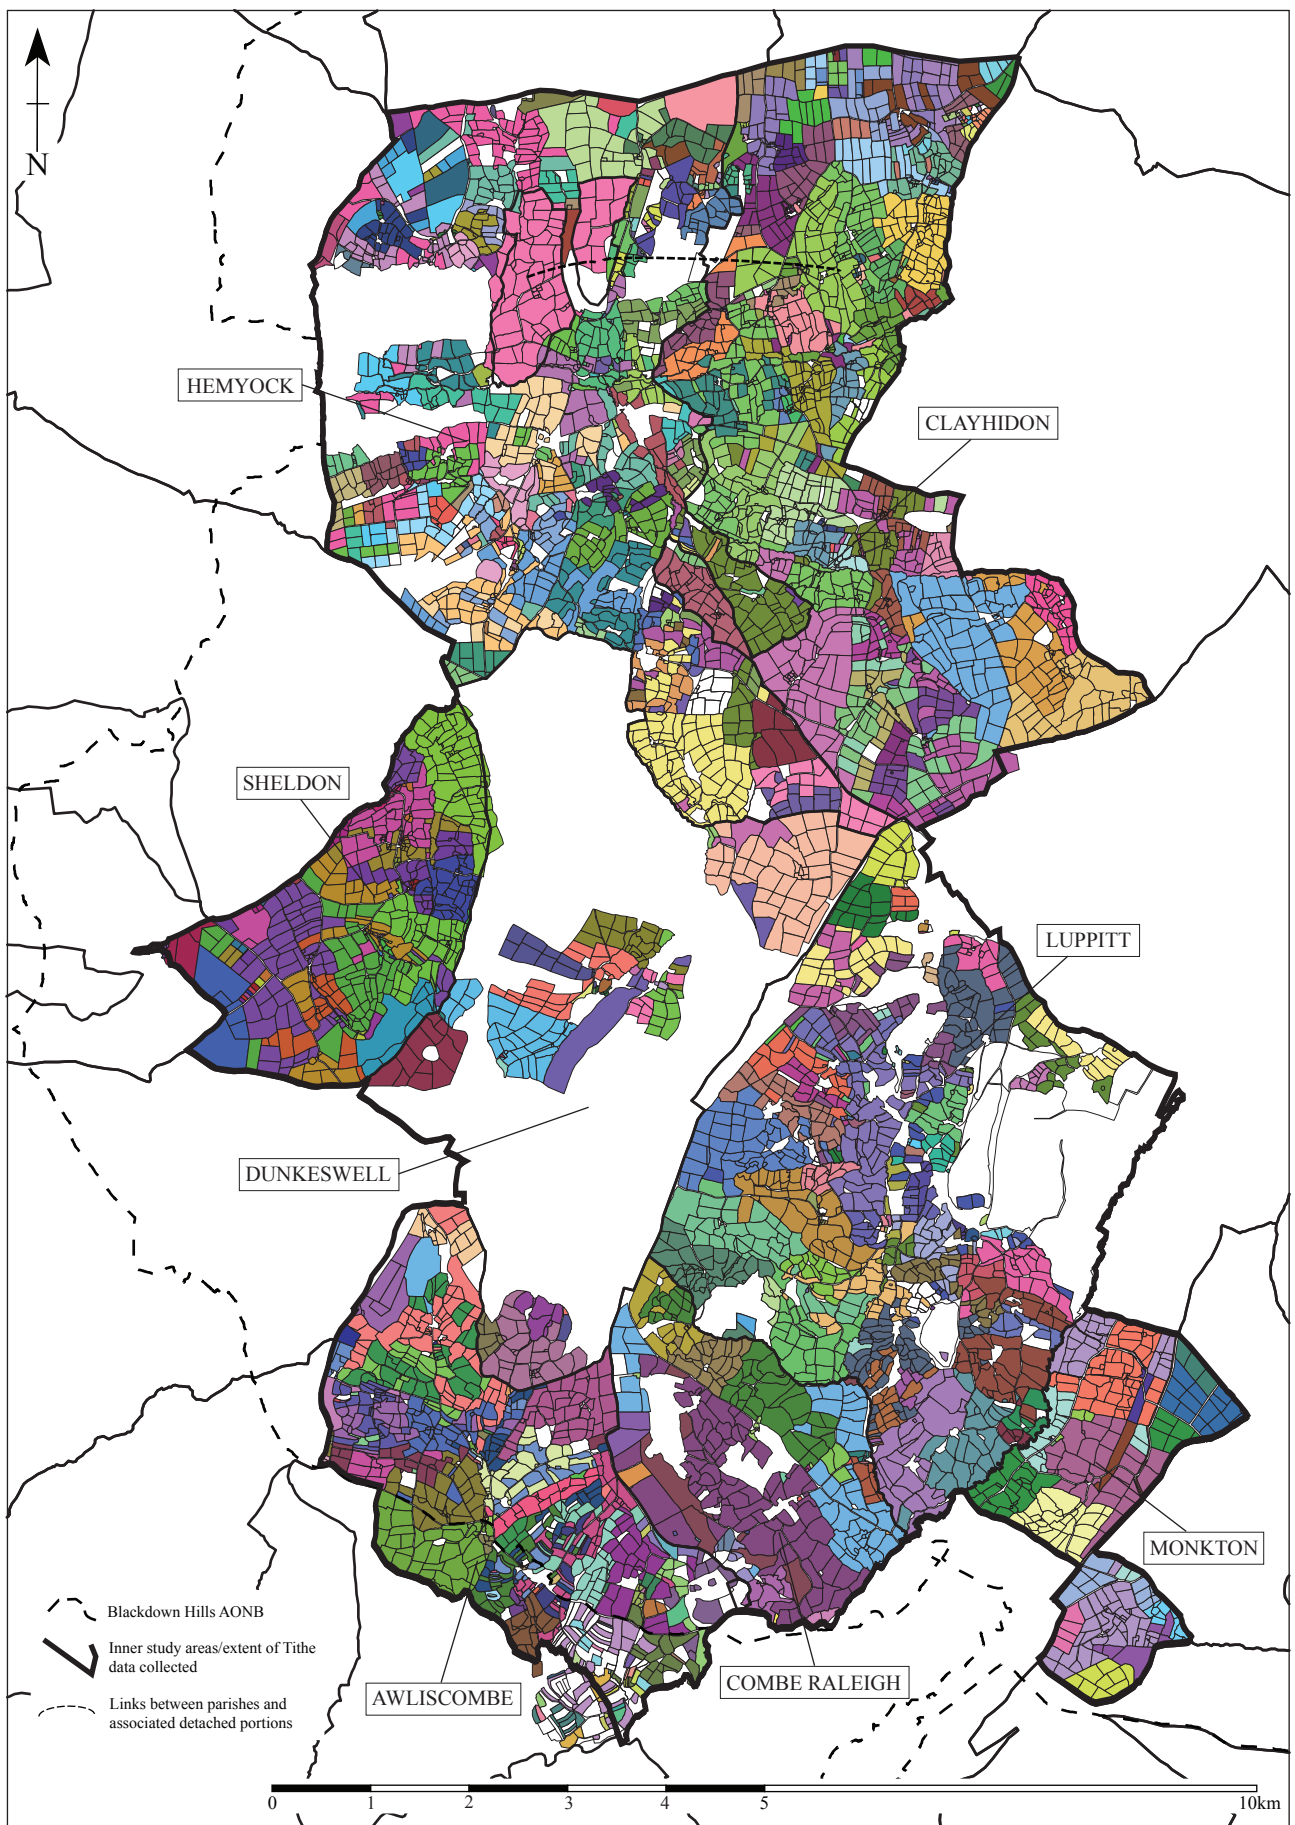 N
HEMYOCK
CLAYHIDON
SHELDON
LUPPITT
DUNKESWELL
MONKTON
Blackdown Hills AONB
Inner study areas/extent of Tithe
data collected
COMBE RALEIGH
AWLISCOMBE
Links between parishes and
associated detached portions
0 1 2 3 4 5 10km